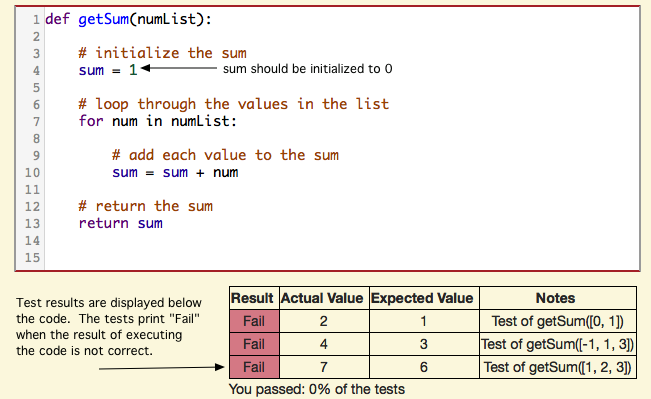 1 def getSum(numList):
2
3 # initialize the sum
4 sum = 1 sum should be initialized to 0
5
6 # loop through the values in the list
7 for num in numList:
8
9 # add each value to the sum
10 sum = sum + num
11
12 # return the sum
13 return sum
14
15
Test results are displayed below
the code. The tests print "Fail"
when the result of executing
the code is not correct.
Result Actual Value Expected Value Notes
Fail 2 1 Test of getSum([0, 1])
Fail 4 3 Test of getSum([-1, 1, 3])
Fail 7 6 Test of getSum([1, 2, 3])
You passed: 0% of the tests